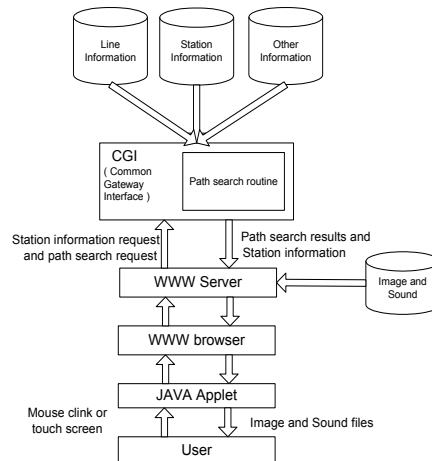 Line
Information
Station
Information
Other
Information
CGI
( Common
Gateway
Interface )
Path search routine
Station information request
and path search request
Path search results and
Station information
WWW Server
Image and
Sound
WWW browser
JAVA Applet
Mouse clink or
touch screen
Image and Sound files
User